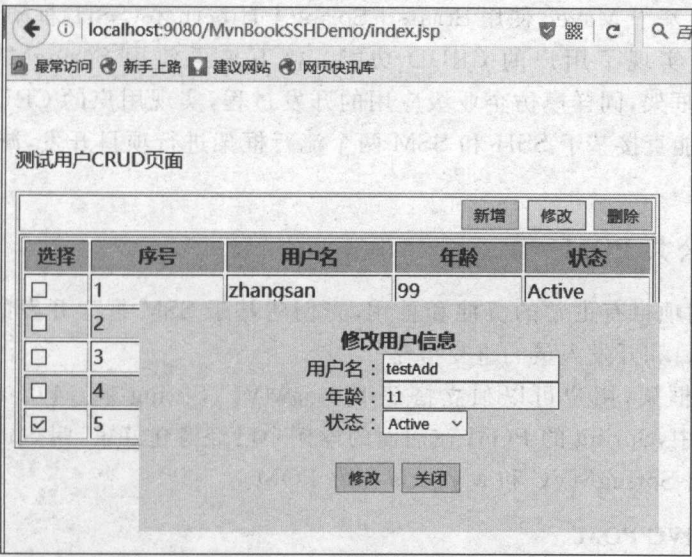 localhost:9080/MvnBookSSHDemo/index.jsp
最常访问 新手上路 建议网站 网页快讯库
测试用户CRUD页面
新增 修改 删除
选择 序号 用户名 年龄 状态
1 zhangsan 99 Active
2
3
4
5
修改用户信息
用户名：testAdd
年龄：11
状态：Active
修改 关闭